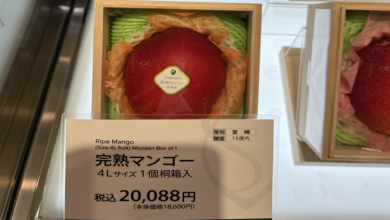 Ripe Mango
(Size 4L fruit) Wooden Box of 1
完熟マンゴー
4Lサイズ 1個桐箱入
税込 20,088円
(本体価格18,600円)
産地 宮崎
糖度 15度内